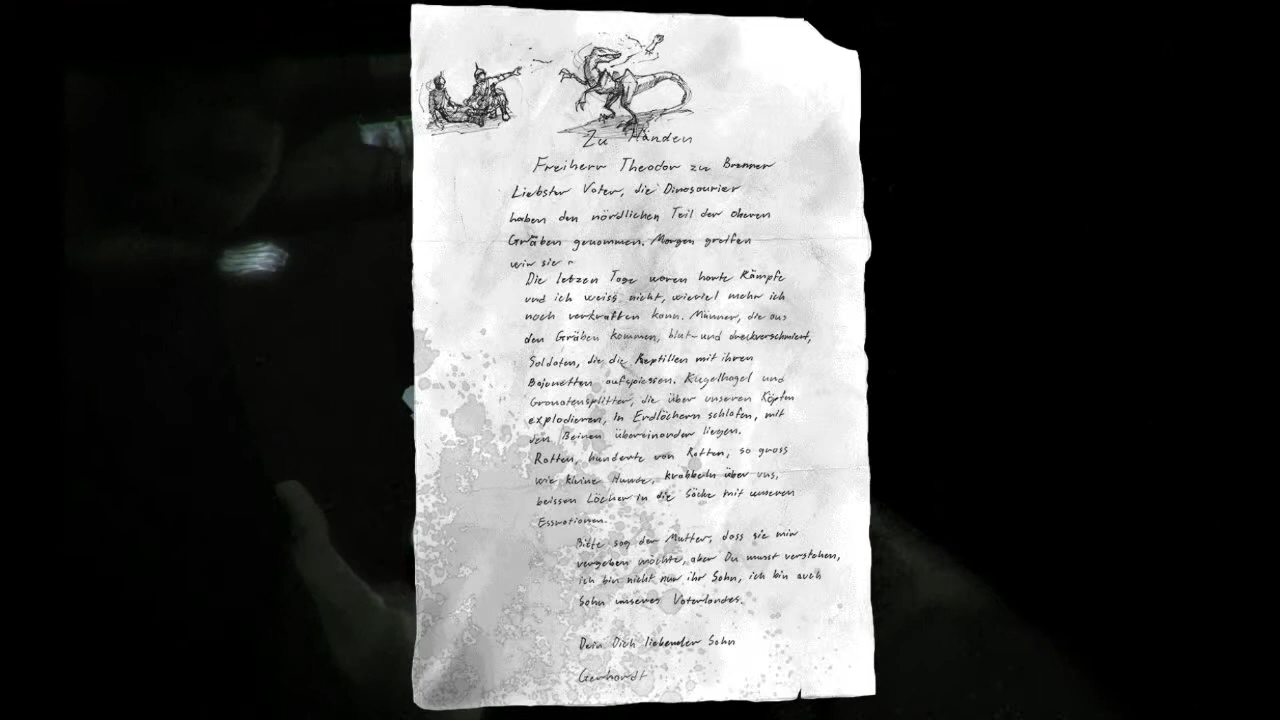 Zu Händen
Freiherr Theodor zu Brenner
Liebster Vater, die Dinosaurier
haben den nördlichen Teil der oberen
Gräben genommen. Morgen greifen
wir sie
Die letzen Tage waren harte Kämpfe
und ich weiss nicht, wieviel mehr ich
noch verkraften kann. Männer, die aus
den Gräben kommen, blut- und dreckverschmiert,
Soldaten, die die Reptilien mit ihren
Bajonetten aufspiessen. Kugelhagel und
Granatensplitter, die über unseren Köpfen
explodieren, In Erdlöchern schlafen, mit
den Beinen übereinander liegen.
Ratten, hunderte von Ratten, so gross
wie kleine Hunde, krabbeln über uns,
beissen Löcher in die Säcke mit unseren
Essrationen.
Bitte sag der Mutter, dass sie mir
vergeben möchte, aber Du musst verstehen,
ich bin nicht nur ihr Sohn, ich bin auch
Sohn unseres Vaterlandes.
Dein Dich liebender Sohn
Gerhardt